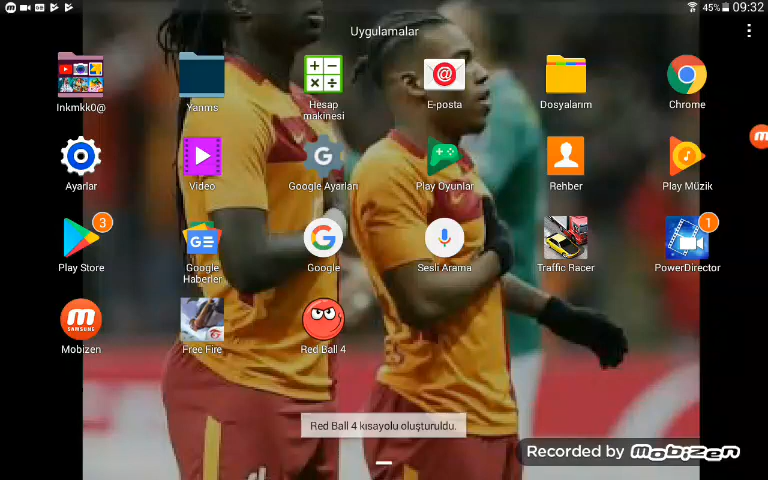 45% 09:32
Uygulamalar
Inkmkk0@
Yarıms
Hesap
makinesi
E-posta
Dosyalarım
Chrome
Ayarlar
Video
Google Ayarları
Play Oyunlar
Rehber
Play Müzik
3
Play Store
Google
Haberler
Google
Sesli Arama
Traffic Racer
1
PowerDirector
SAMSUNG
Mobizen
Free Fire
Red Ball 4
Red Ball 4 kısayolu oluşturuldu.
Recorded by Mobizen